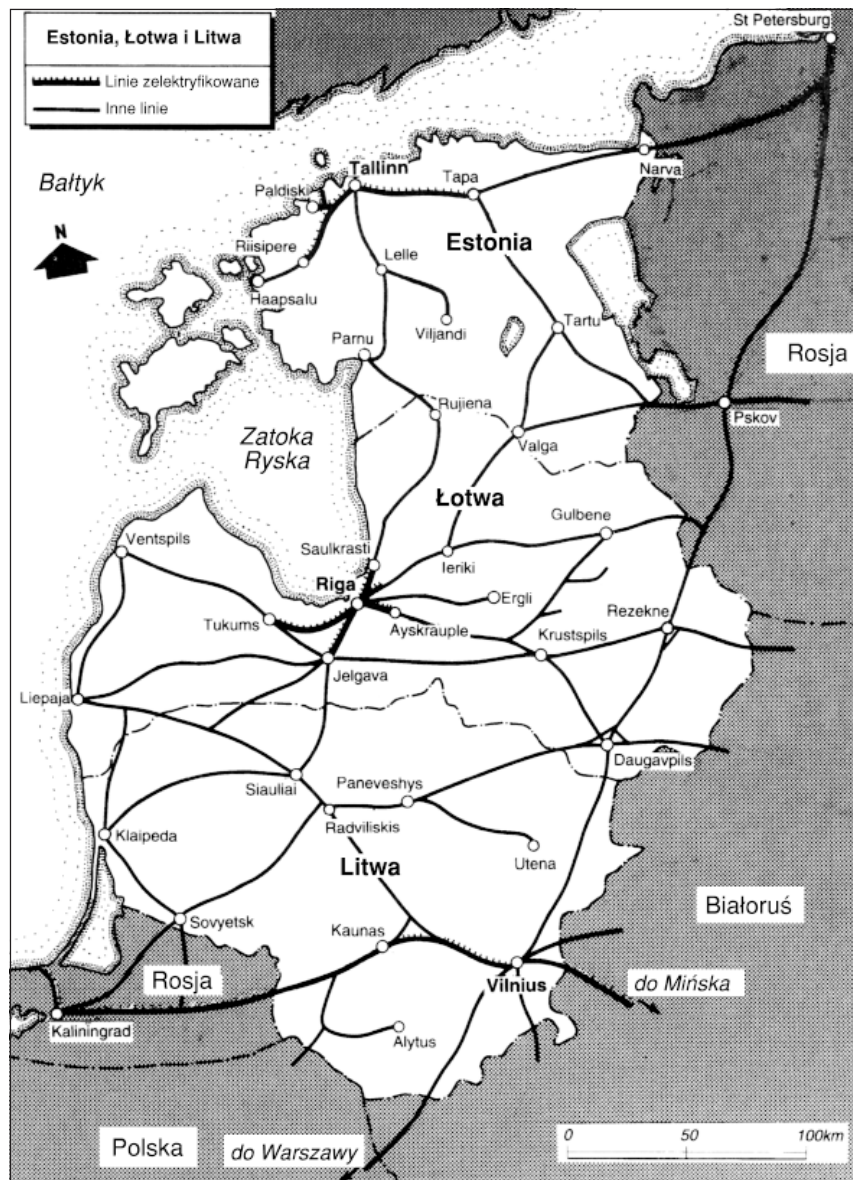 Estonia, Łotwa i Litwa
Linie zelektryfikowane
Inne linie
St Petersburg
Bałtyk
N
Tallinn
Paldiski
Tapa
Narva
Riisipere
Estonia
Lelle
Haapsalu
Viljandi
Tartu
Parnu
Rosja
Rujiena
Pskov
Zatoka
Ryska
Valga
Łotwa
Gulbene
Ventspils
Saulkrasti
Ieriki
Riga
Ergli
Rezekne
Tukums
Ayskrauple
Krustspils
Jelgava
Liepaja
Daugavpils
Siauliai
Paneveshys
Radviliskis
Klaipeda
Utena
Litwa
Białoruś
Sovyetsk
Kaunas
Rosja
Vilnius
do Mińska
Kaliningrad
Alytus
Polska
do Warszawy
0 50 100km